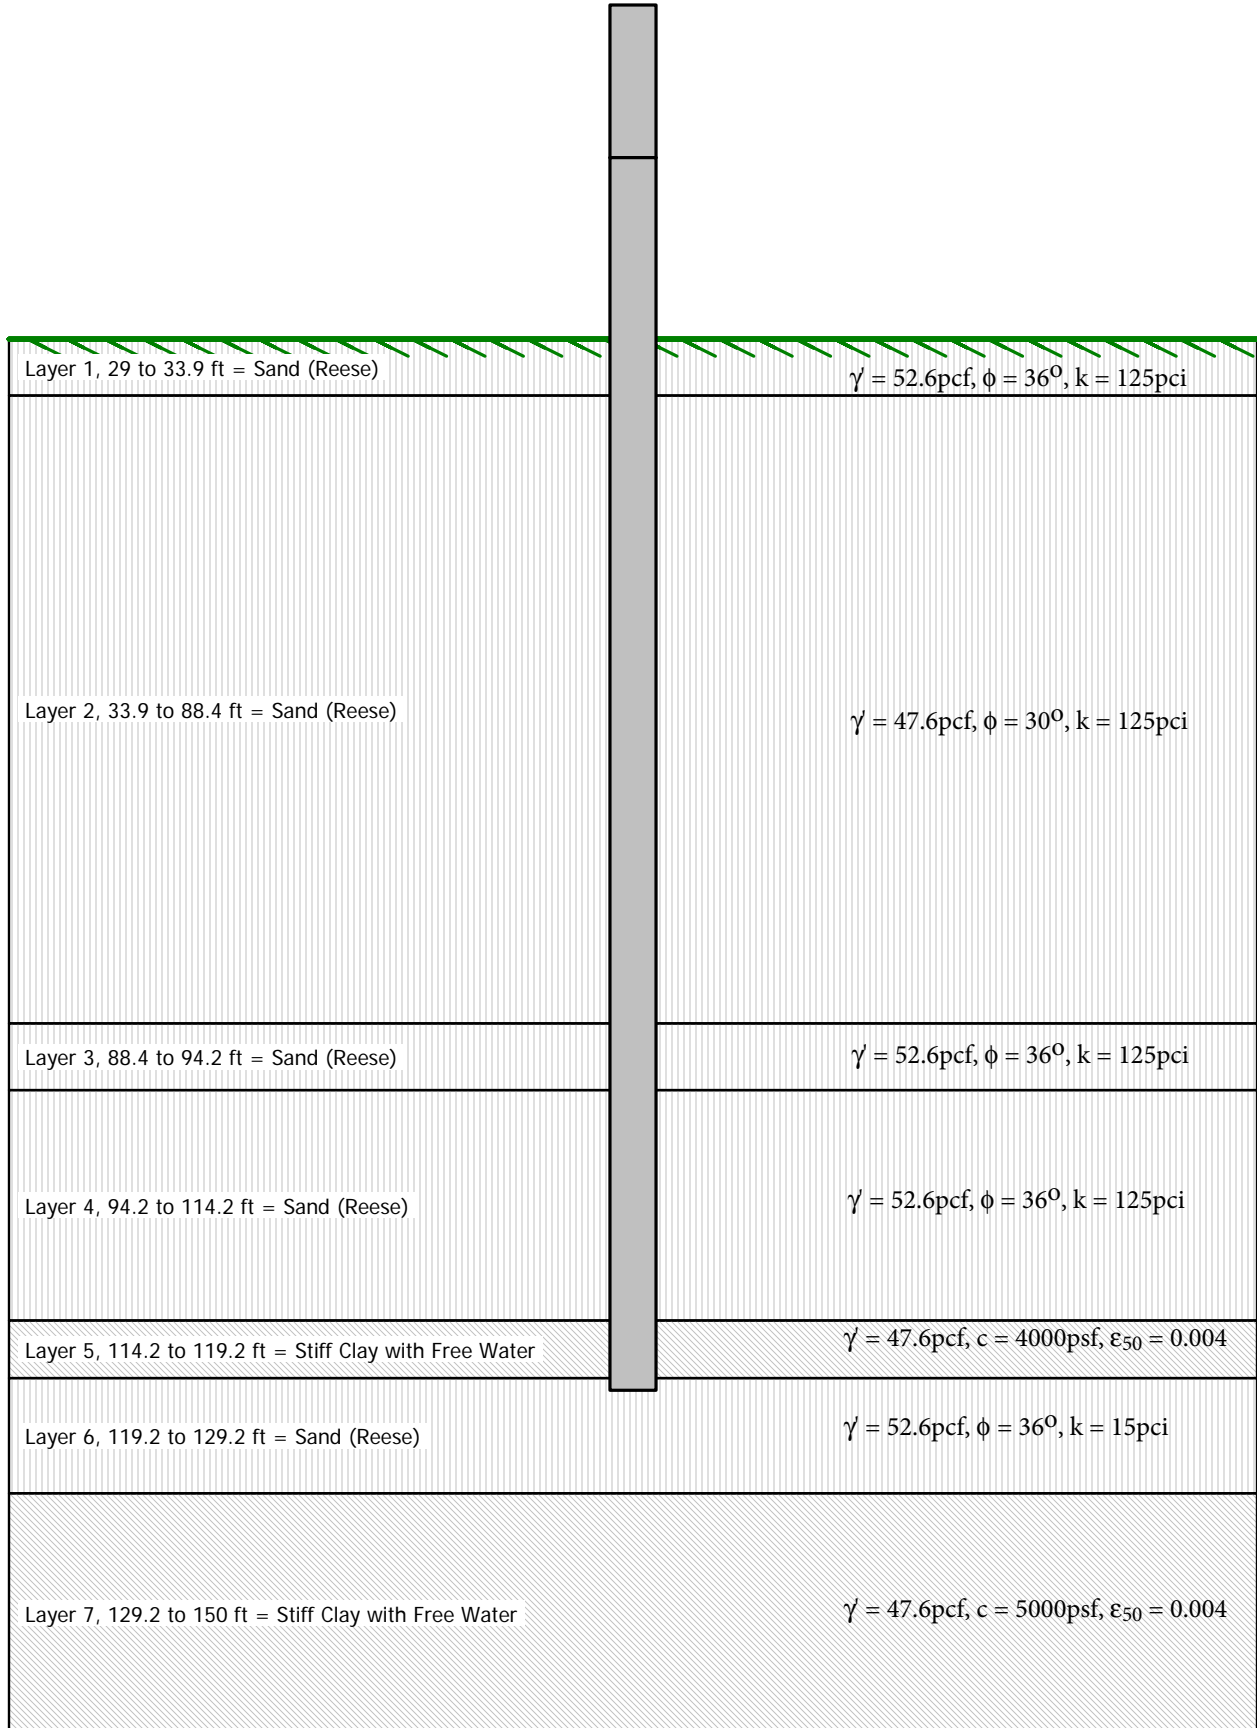 Layer 1, 29 to 33.9 ft = Sand (Reese)
γ' = 52.6pcf, ϕ = 36⁰, k = 125pci
Layer 2, 33.9 to 88.4 ft = Sand (Reese)
γ' = 47.6pcf, ϕ = 30⁰, k = 125pci
Layer 3, 88.4 to 94.2 ft = Sand (Reese)
γ' = 52.6pcf, ϕ = 36⁰, k = 125pci
Layer 4, 94.2 to 114.2 ft = Sand (Reese)
γ' = 52.6pcf, ϕ = 36⁰, k = 125pci
Layer 5, 114.2 to 119.2 ft = Stiff Clay with Free Water
γ' = 47.6pcf, c = 4000psf, ε₅₀ = 0.004
Layer 6, 119.2 to 129.2 ft = Sand (Reese)
γ' = 52.6pcf, ϕ = 36⁰, k = 15pci
Layer 7, 129.2 to 150 ft = Stiff Clay with Free Water
γ' = 47.6pcf, c = 5000psf, ε₅₀ = 0.004